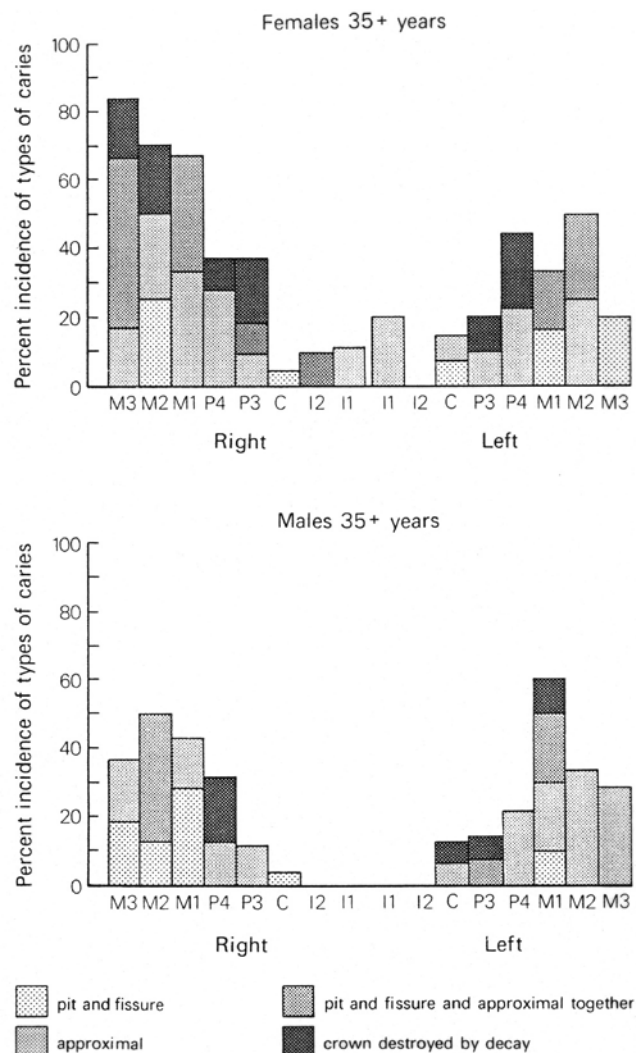 Females 35+ years
Percent incidence of types of caries
100
80
60
40
20
0
M3 M2 M1 P4 P3 C I2 I1 I1 I2 C P3 P4 M1 M2 M3
Right Left
Males 35+ years
Percent incidence of types of caries
100
80
60
40
20
0
M3 M2 M1 P4 P3 C I2 I1 I1 I2 C P3 P4 M1 M2 M3
Right Left
pit and fissure pit and fissure and approximal together
approximal crown destroyed by decay